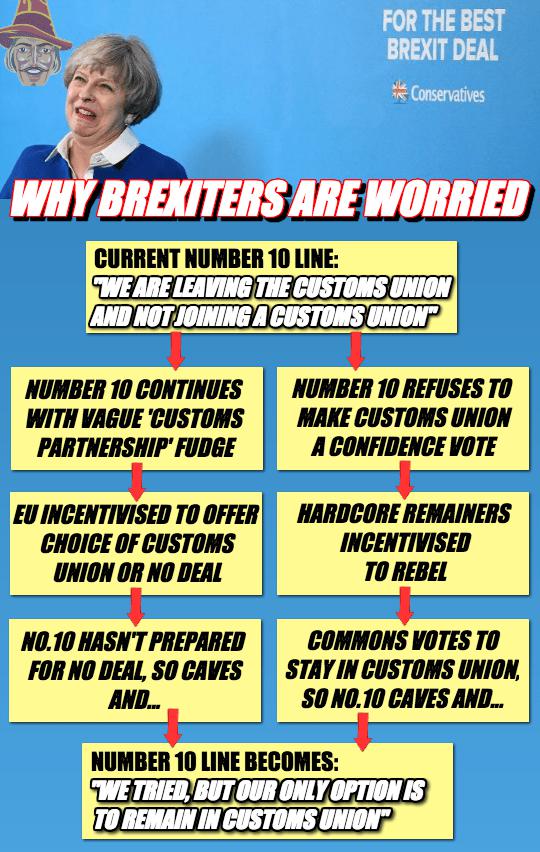 FOR THE BEST
BREXIT DEAL
Conservatives
WHY BREXITERS ARE WORRIED
CURRENT NUMBER 10 LINE:
"WE ARE LEAVING THE CUSTOMS UNION
AND NOT JOINING A CUSTOMS UNION"
NUMBER 10 CONTINUES
WITH VAGUE 'CUSTOMS
PARTNERSHIP' FUDGE
NUMBER 10 REFUSES TO
MAKE CUSTOMS UNION
A CONFIDENCE VOTE
EU INCENTIVISED TO OFFER
CHOICE OF CUSTOMS
UNION OR NO DEAL
HARDCORE REMAINERS
INCENTIVISED
TO REBEL
NO.10 HASN'T PREPARED
FOR NO DEAL, SO CAVES
AND...
COMMONS VOTES TO
STAY IN CUSTOMS UNION,
SO NO.10 CAVES AND...
NUMBER 10 LINE BECOMES:
"WE TRIED, BUT OUR ONLY OPTION IS
TO REMAIN IN CUSTOMS UNION"